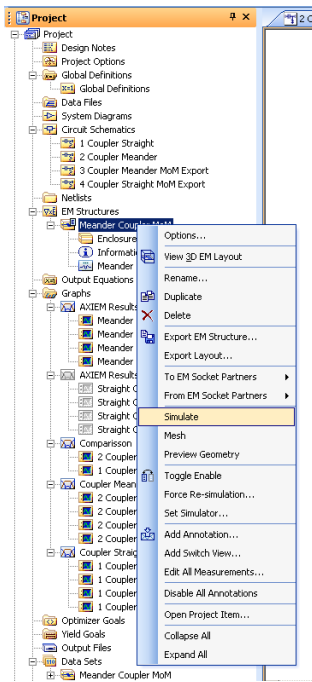 Project
2 C
Project
Design Notes
Project Options
Global Definitions
Global Definitions
Data Files
System Diagrams
Circuit Schematics
1 Coupler Straight
2 Coupler Meander
3 Coupler Meander MoM Export
4 Coupler Straight MoM Export
Netlists
EM Structures
Meander Coupler MoM
Enclosure
Informati
Meander
Output Equations
Graphs
AXIEM Results
Meander
Meander
Meander
Meander
AXIEM Results
Straight C
Straight C
Straight C
Straight C
Comparison
2 Coupler
1 Coupler
Coupler Mean
2 Coupler
2 Coupler
2 Coupler
2 Coupler
Coupler Straig
1 Coupler
1 Coupler
1 Coupler
1 Coupler
Optimizer Goals
Yield Goals
Output Files
Data Sets
Meander Coupler MoM
Options...
View 3D EM Layout
Rename...
Duplicate
Delete
Export EM Structure...
Export Layout...
To EM Socket Partners
From EM Socket Partners
Simulate
Mesh
Preview Geometry
Toggle Enable
Force Re-simulation...
Set Simulator...
Add Annotation...
Add Switch View...
Edit All Measurements...
Disable All Annotations
Open Project Item...
Collapse All
Expand All